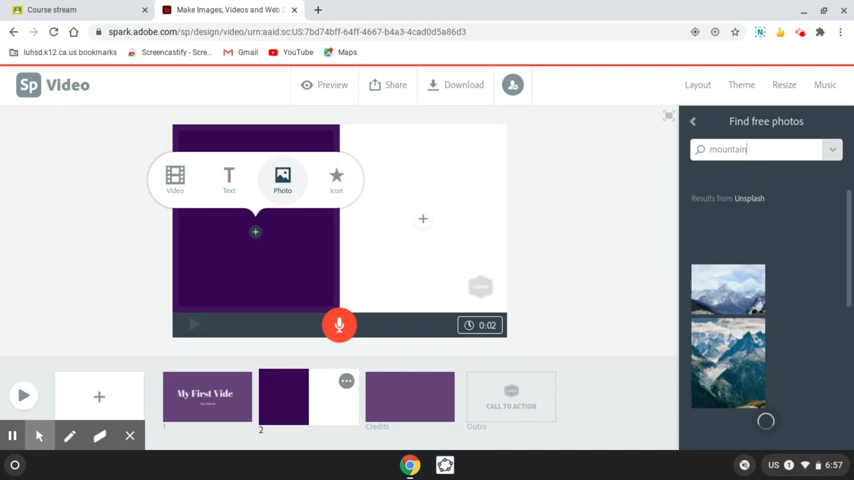 Course stream
Make Images, Videos and Web S
spark.adobe.com/sp/design/video/urn:aaid:sc:US:7bd74bff-64ff-4667-b4a3-4cad0d5a86d3
luhsd.k12.ca.us bookmarks
Screencastify - Scre...
Gmail
YouTube
Maps
Sp Video
Preview
Share
Download
Layout
Theme
Resize
Music
Find free photos
mountain
Results from Unsplash
Video
Text
Photo
Icon
0:02
My First Vide
1
2
Credits
CALL TO ACTION
Outro
US
1
6:57